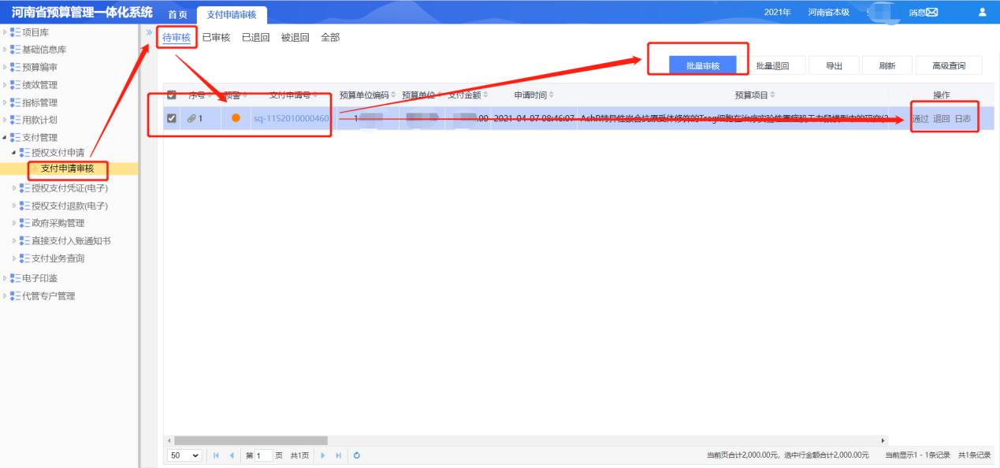 河南省预算管理一体化系统 首页 支付申请审核 2021年 河南省本级 消息
项目库
基础信息库
预算编审
绩效管理
指标管理
用款计划
支付管理
授权支付申请
支付申请审核
授权支付凭证(电子)
授权支付退款(电子)
政府采购管理
直接支付入账通知书
支付业务查询
电子印鉴
代管专户管理
待审核 已审核 已退回 被退回 全部
批量审核 批量退回 导出 刷新 高级查询
序号 预警 支付申请号 预算单位编码 预算单位 支付金额 申请时间 预算项目 操作
1 sq-1152010000460 1 .00 2021-04-07 08:46:07 AchR特异性嵌合抗原受体修饰的Treg细胞在治疗实验性重症肌无力鼠模型中的研究(2 通过 退回 日志
50 第 1 页 共1页 当前页合计2,000.00元, 选中行金额合计2,000.00元 当前显示1 - 1条记录 共1条记录